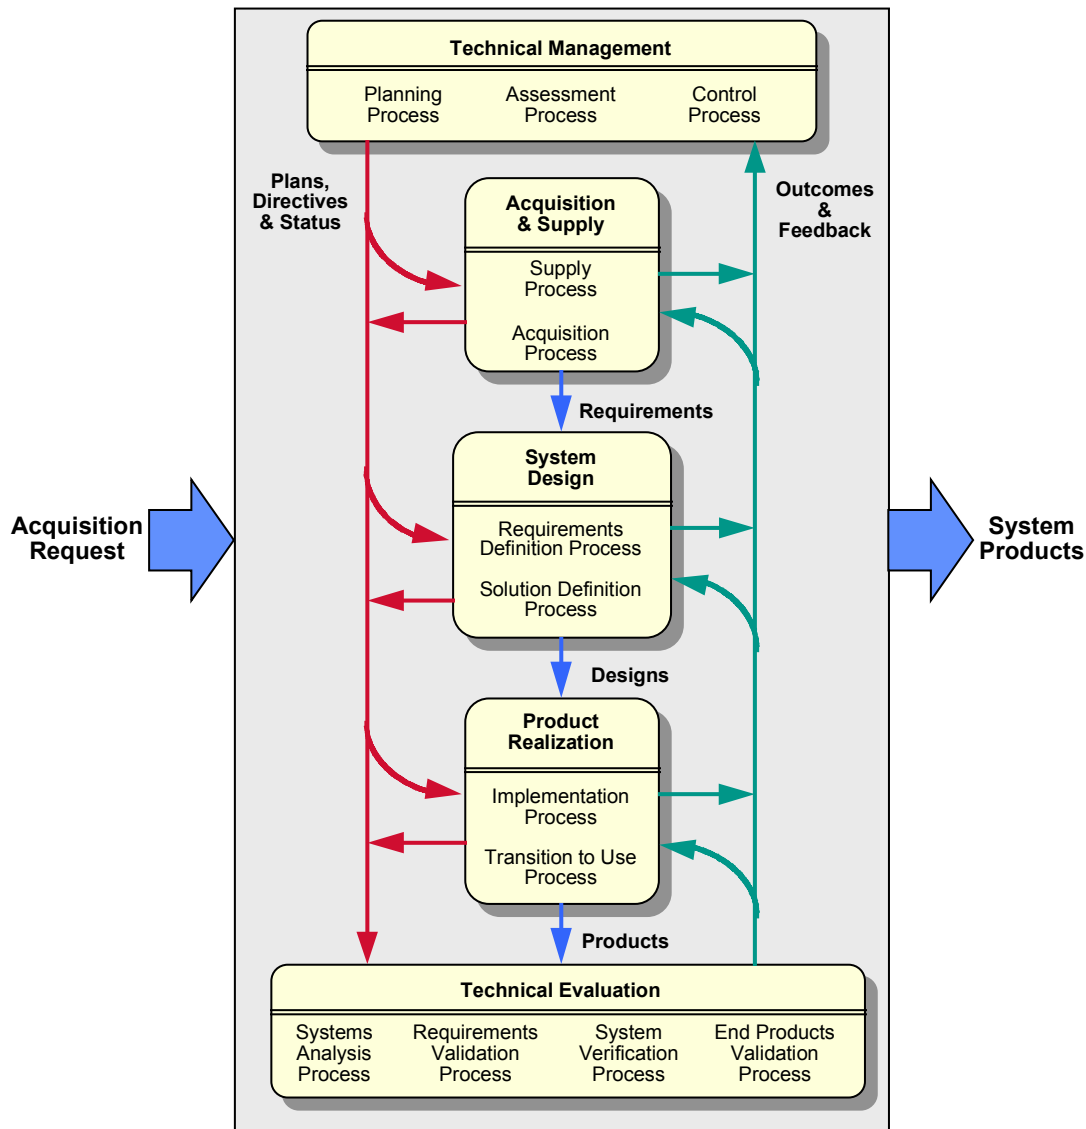 Technical Management
Planning
Process
Assessment
Process
Control
Process
Plans,
Directives
& Status
Outcomes
&
Feedback
Acquisition
& Supply
Supply
Process
Acquisition
Process
Requirements
System
Design
Requirements
Definition Process
Solution Definition
Process
Acquisition
Request
System
Products
Designs
Product
Realization
Implementation
Process
Transition to Use
Process
Products
Technical Evaluation
Systems
Analysis
Process
Requirements
Validation
Process
System
Verification
Process
End Products
Validation
Process